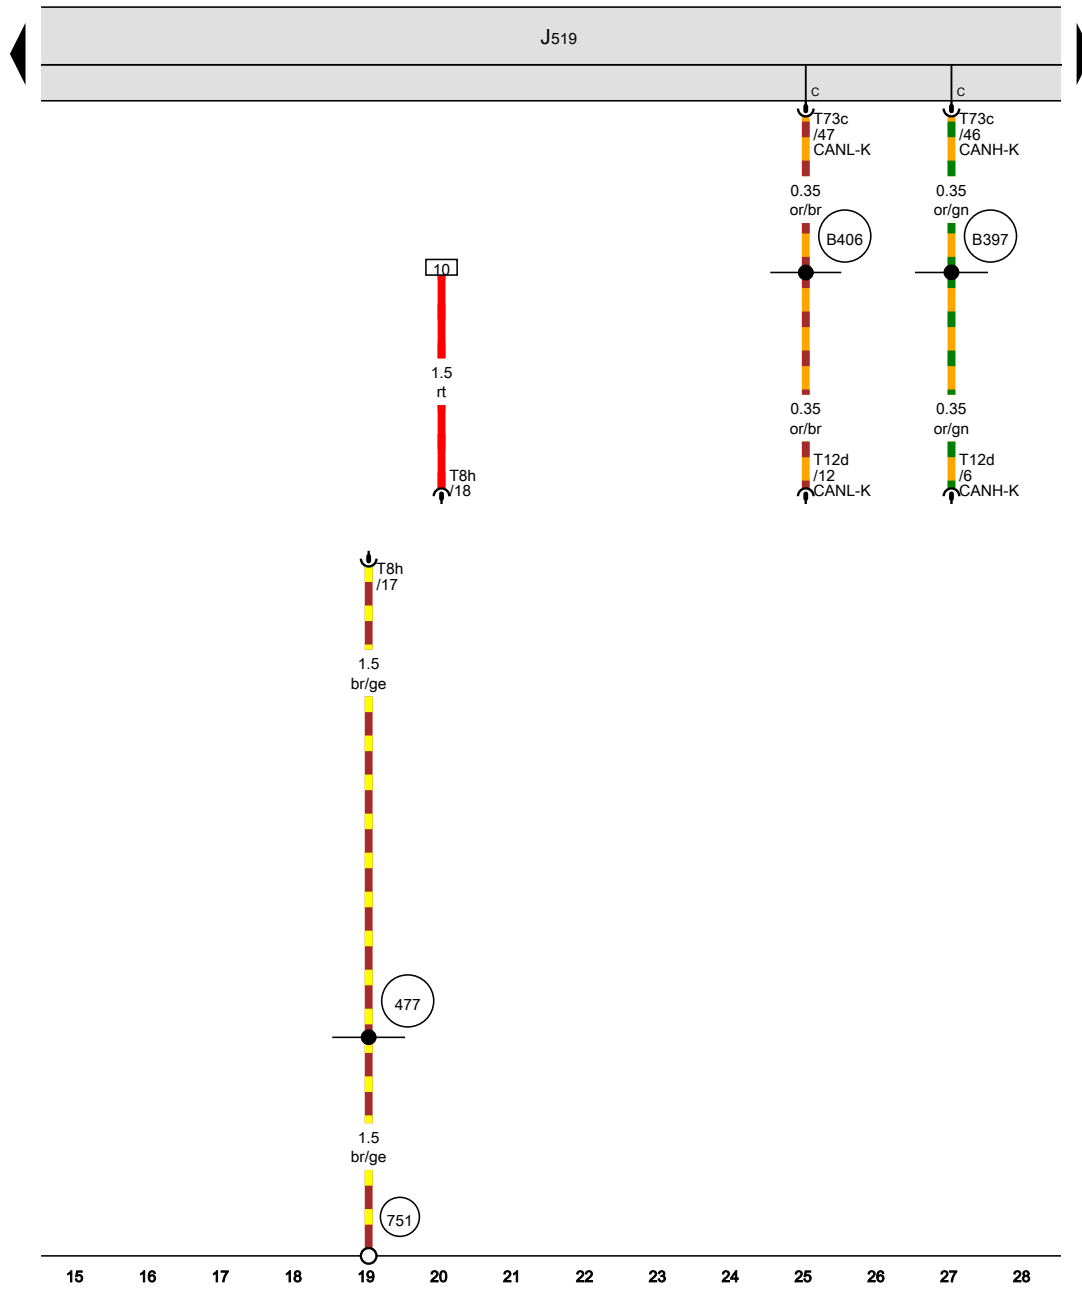 J519
C
C
T73c
/47
CANL-K
T73c
/46
CANH-K
0.35
or/br
0.35
or/gn
B406
B397
10
1.5
rt
0.35
or/br
0.35
or/gn
T8h
/18
T12d
/12
CANL-K
T12d
/6
CANH-K
T8h
/17
1.5
br/ge
477
1.5
br/ge
751
15 16 17 18 19 20 21 22 23 24 25 26 27 28